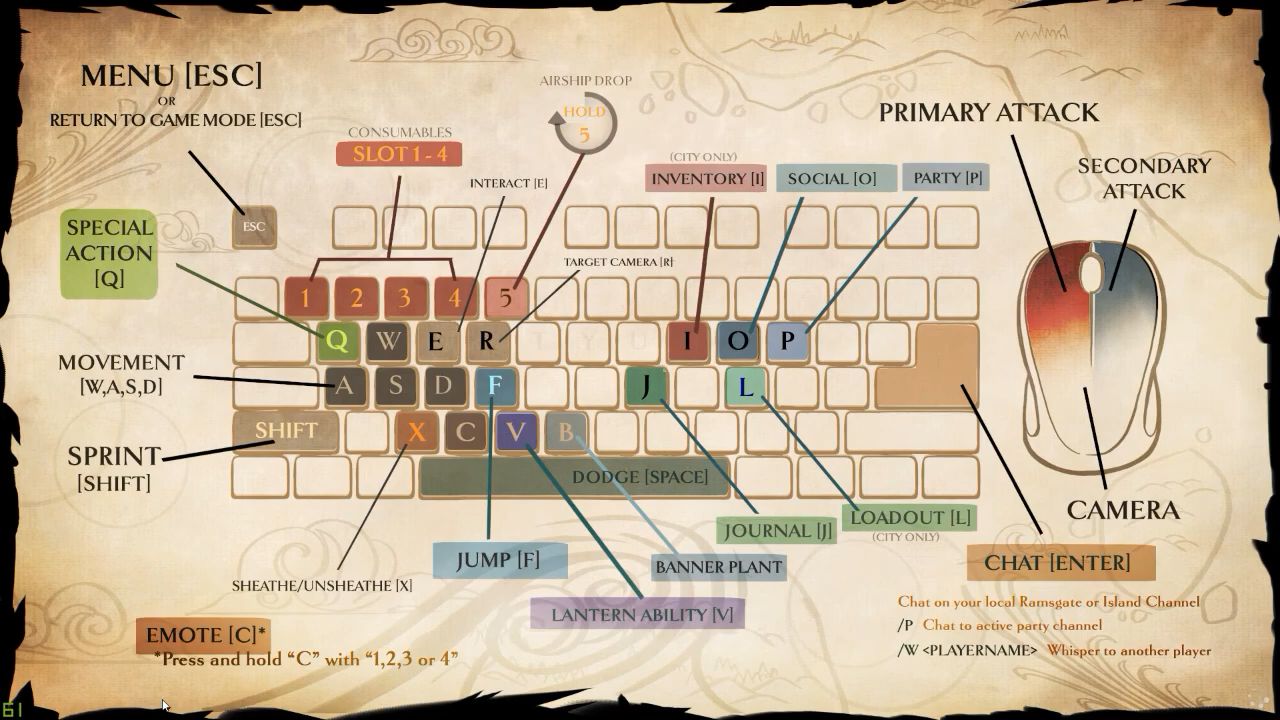 MENU [ESC]
OR
RETURN TO GAME MODE [ESC]
AIRSHIP DROP
HOLD
5
CONSUMABLES
SLOT 1 - 4
INTERACT [E]
(CITY ONLY)
INVENTORY [I]
SOCIAL [O]
PARTY [P]
PRIMARY ATTACK
SECONDARY
ATTACK
SPECIAL
ACTION
[Q]
ESC
TARGET CAMERA [R]
1 2 3 4 5
Q W E R T Y U I O P
MOVEMENT
[W,A,S,D]
A S D F J L
SPRINT
[SHIFT]
SHIFT X C V B
DODGE [SPACE]
CAMERA
JOURNAL [J]
LOADOUT [L]
(CITY ONLY)
JUMP [F]
BANNER PLANT
CHAT [ENTER]
SHEATHE/UNSHEATHE [X]
LANTERN ABILITY [V]
Chat on your local Ramsgate or Island Channel
/P Chat to active party channel
/W <PLAYERNAME> Whisper to another player
EMOTE [C]*
*Press and hold “C” with “1,2,3 or 4”
61